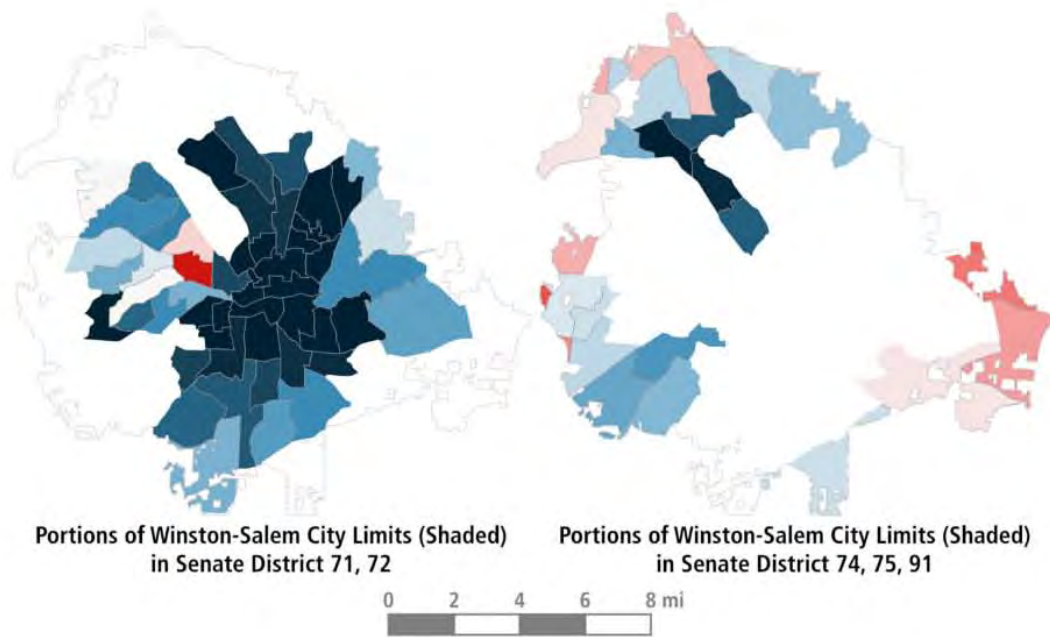 Portions of Winston-Salem City Limits (Shaded)
in Senate District 71, 72
Portions of Winston-Salem City Limits (Shaded)
in Senate District 74, 75, 91
0 2 4 6 8 mi